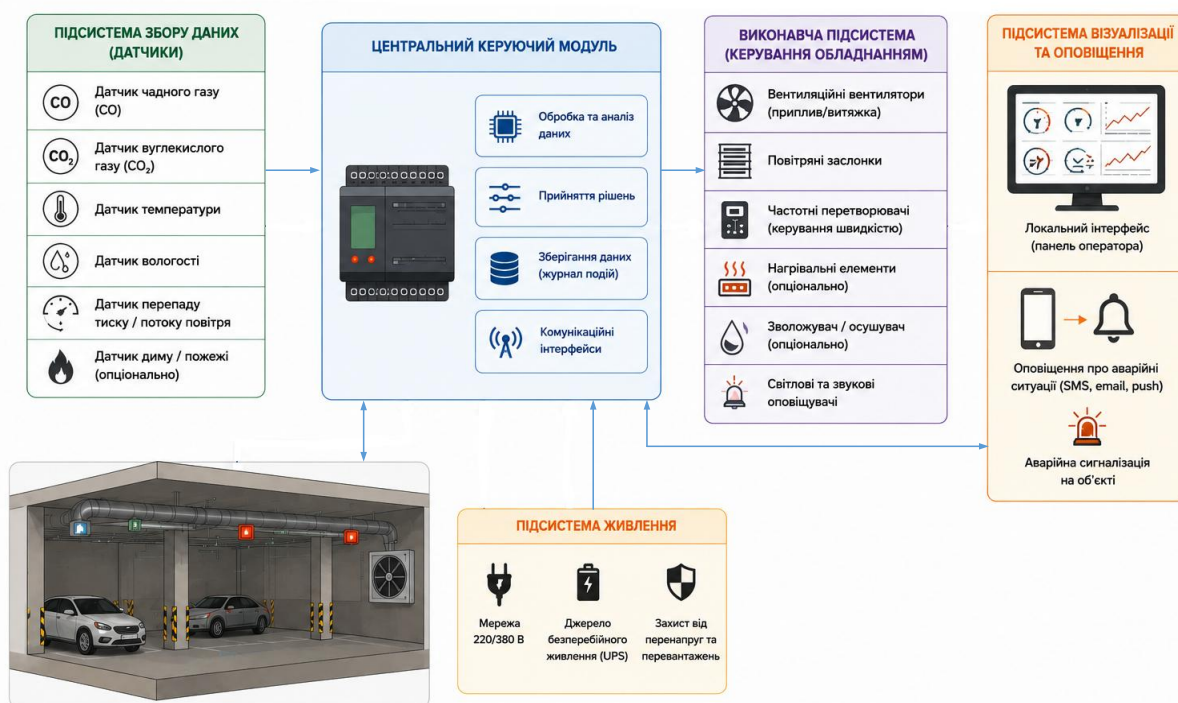 ПІДСИСТЕМА ЗБОРУ ДАНИХ
(ДАТЧИКИ)
CO
Датчик чадного газу
(CO)
CO₂
Датчик вуглекислого
газу (CO₂)
Датчик температури
Датчик вологості
Датчик перепаду
тиску / потоку повітря
Датчик диму / пожежі
(опціонально)
ЦЕНТРАЛЬНИЙ КЕРУЮЧИЙ МОДУЛЬ
Обробка та аналіз
даних
Прийняття рішень
Зберігання даних
(журнал подій)
Комунікаційні
інтерфейси
ВИКОНАВЧА ПІДСИСТЕМА
(КЕРУВАННЯ ОБЛАДНАННЯМ)
Вентиляційні вентилятори
(приплив/витяжка)
Повітряні заслонки
Частотні перетворювачі
(керування швидкістю)
Нагрівальні елементи
(опціонально)
Зволожувач / осушувач
(опціонально)
Світлові та звукові
оповіщувачі
ПІДСИСТЕМА ВІЗУАЛІЗАЦІЇ
ТА ОПОВІЩЕННЯ
Локальний інтерфейс
(панель оператора)
Оповіщення про аварійні
ситуації (SMS, email, push)
Аварійна сигналізація
на об'єкті
ПІДСИСТЕМА ЖИВЛЕННЯ
Мережа
220/380 В
Джерело
безперебійного
живлення (UPS)
Захист від
перенапруг та
перевантажень